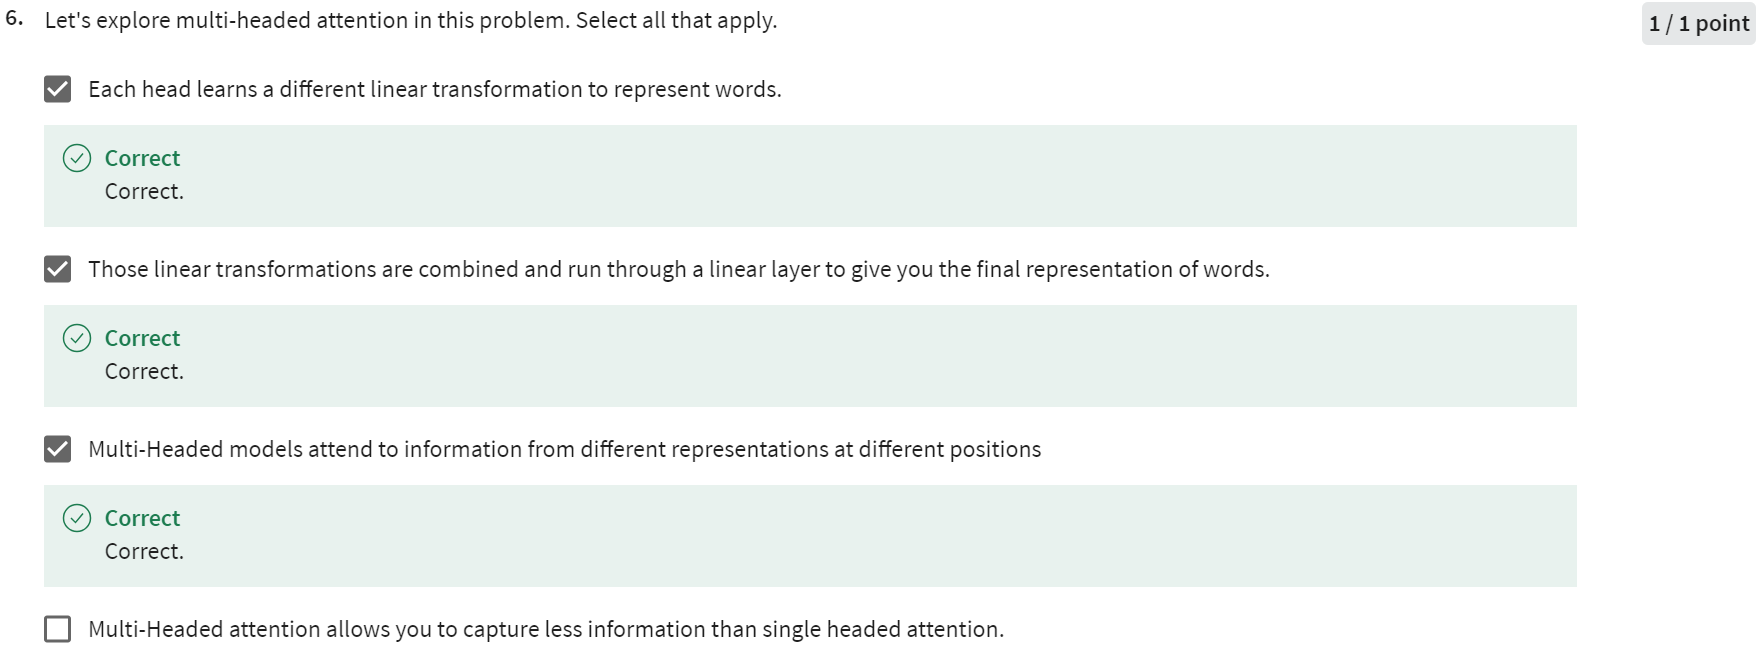 6. Let's explore multi-headed attention in this problem. Select all that apply.
1 / 1 point
Each head learns a different linear transformation to represent words.
Correct
Correct.
Those linear transformations are combined and run through a linear layer to give you the final representation of words.
Correct
Correct.
Multi-Headed models attend to information from different representations at different positions
Correct
Correct.
Multi-Headed attention allows you to capture less information than single headed attention.